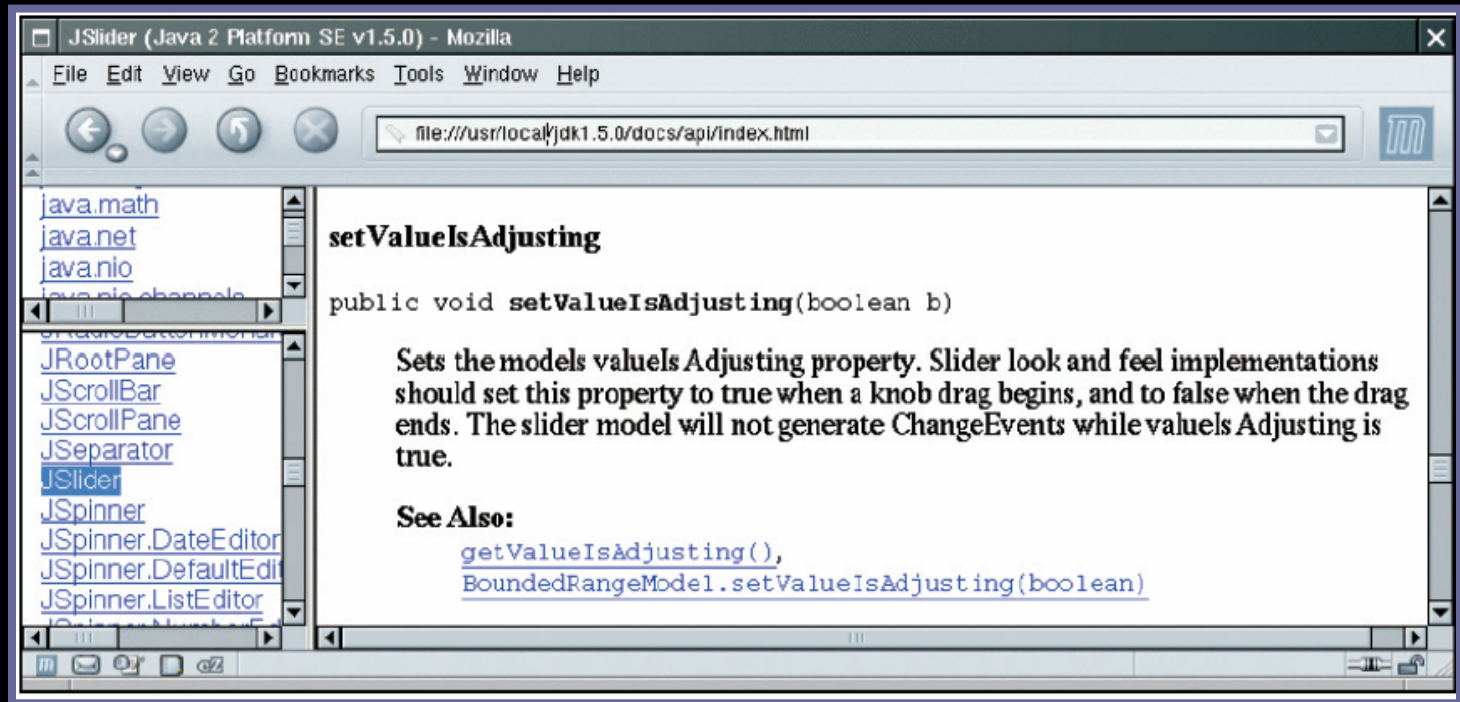 JSlider (Java 2 Platform SE v1.5.0) - Mozilla
File Edit View Go Bookmarks Tools Window Help
file:///usr/local/jdk1.5.0/docs/api/index.html
java.math
java.net
java.nio
java.nio.channels
JRootPane
JScrollBar
JScrollPane
JSeparator
JSlider
JSpinner
JSpinner.DateEditor
JSpinner.DefaultEdit
JSpinner.ListEditor
setValueIsAdjusting
public void setValueIsAdjusting(boolean b)
Sets the models valueIs Adjusting property. Slider look and feel implementations
should set this property to true when a knob drag begins, and to false when the drag
ends. The slider model will not generate ChangeEvents while valueIs Adjusting is
true.
See Also:
getValueIsAdjusting(),
BoundedRangeModel.setValueIsAdjusting(boolean)